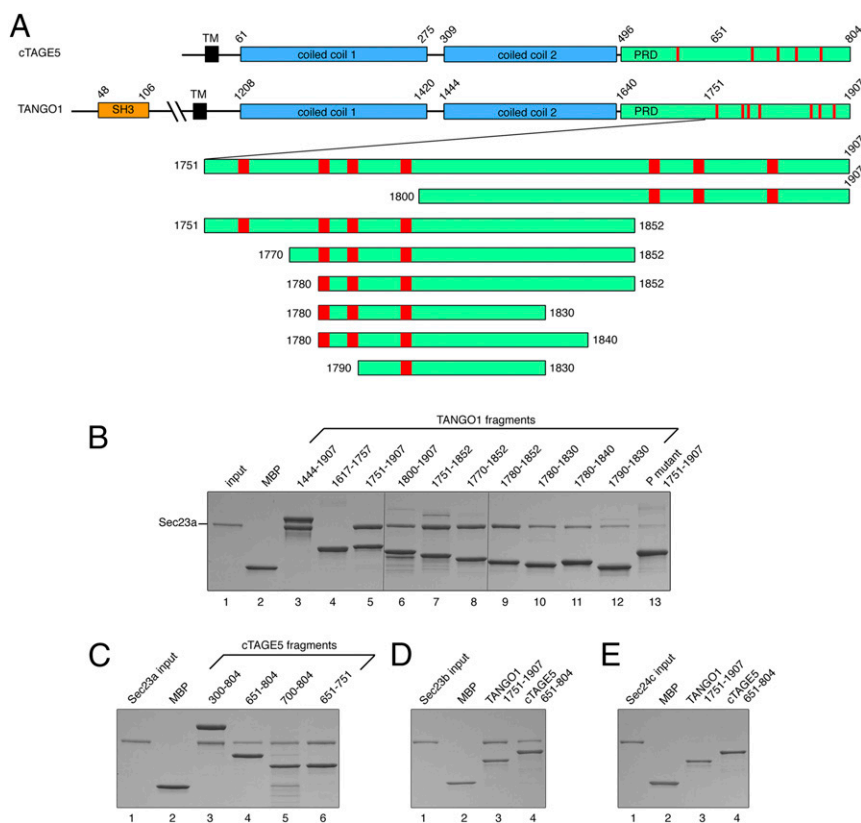 A
TM
61
275
309
496
651
804
cTAGE5
coiled coil 1
coiled coil 2
PRD
48
106
TM
1208
1420
1444
1640
1751
1907
TANGO1
SH3
coiled coil 1
coiled coil 2
PRD
1751
1907
1800
1907
1751
1852
1770
1852
1780
1852
1780
1830
1780
1840
1790
1830
B
TANGO1 fragments
input
MBP
1444-1907
1617-1757
1751-1907
1800-1907
1751-1852
1770-1852
1780-1852
1780-1830
1780-1840
1790-1830
P mutant
1751-1907
Sec23a
1 2 3 4 5 6 7 8 9 10 11 12 13
C
cTAGE5 fragments
Sec23a input
MBP
300-804
651-804
700-804
651-751
1 2 3 4 5 6
D
Sec23b input
MBP
TANGO1
1751-1907
cTAGE5
651-804
1 2 3 4
E
Sec24c input
MBP
TANGO1
1751-1907
cTAGE5
651-804
1 2 3 4